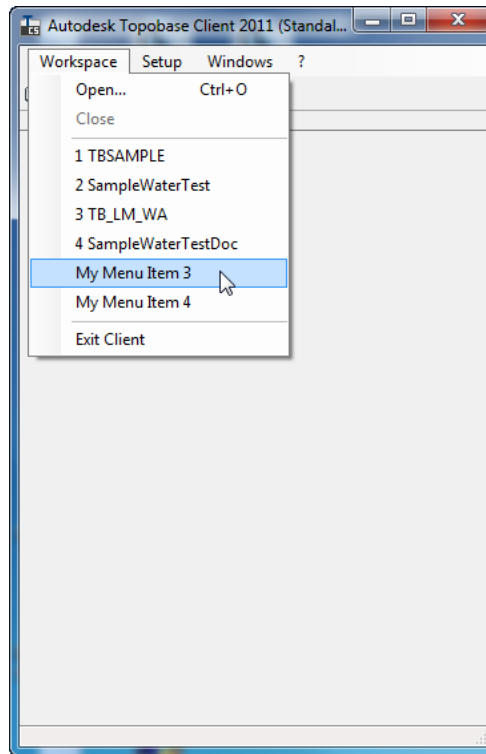 Autodesk Topobase Client 2011 (Standal...
Workspace Setup Windows ?
Open... Ctrl+O
Close
1 TBSAMPLE
2 SampleWaterTest
3 TB_LM_WA
4 SampleWaterTestDoc
My Menu Item 3
My Menu Item 4
Exit Client